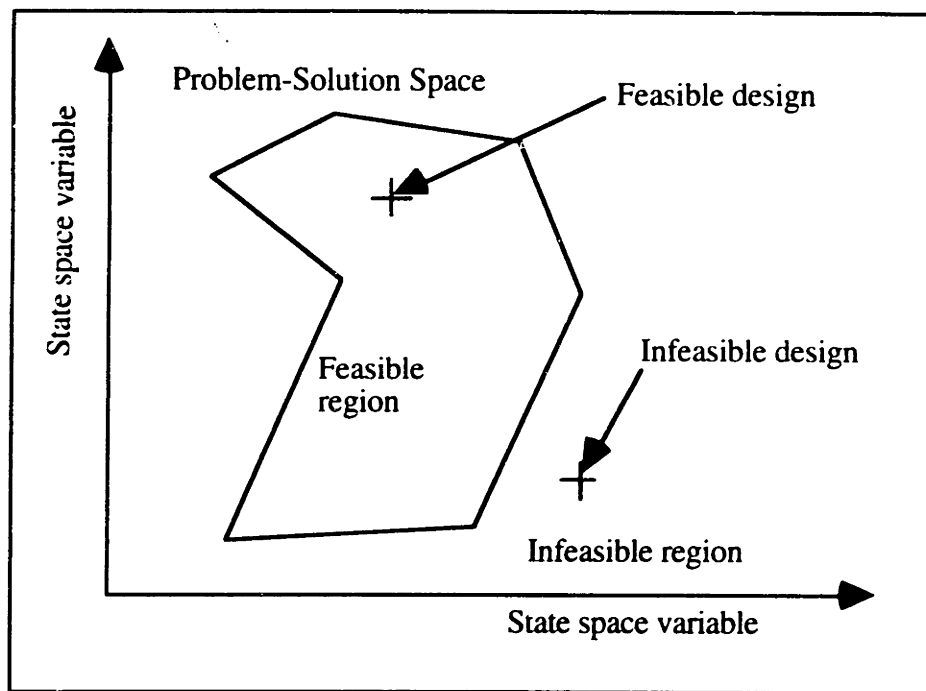 Problem-Solution Space
Feasible design
State space variable
Infeasible design
Feasible
region
Infeasible region
State space variable